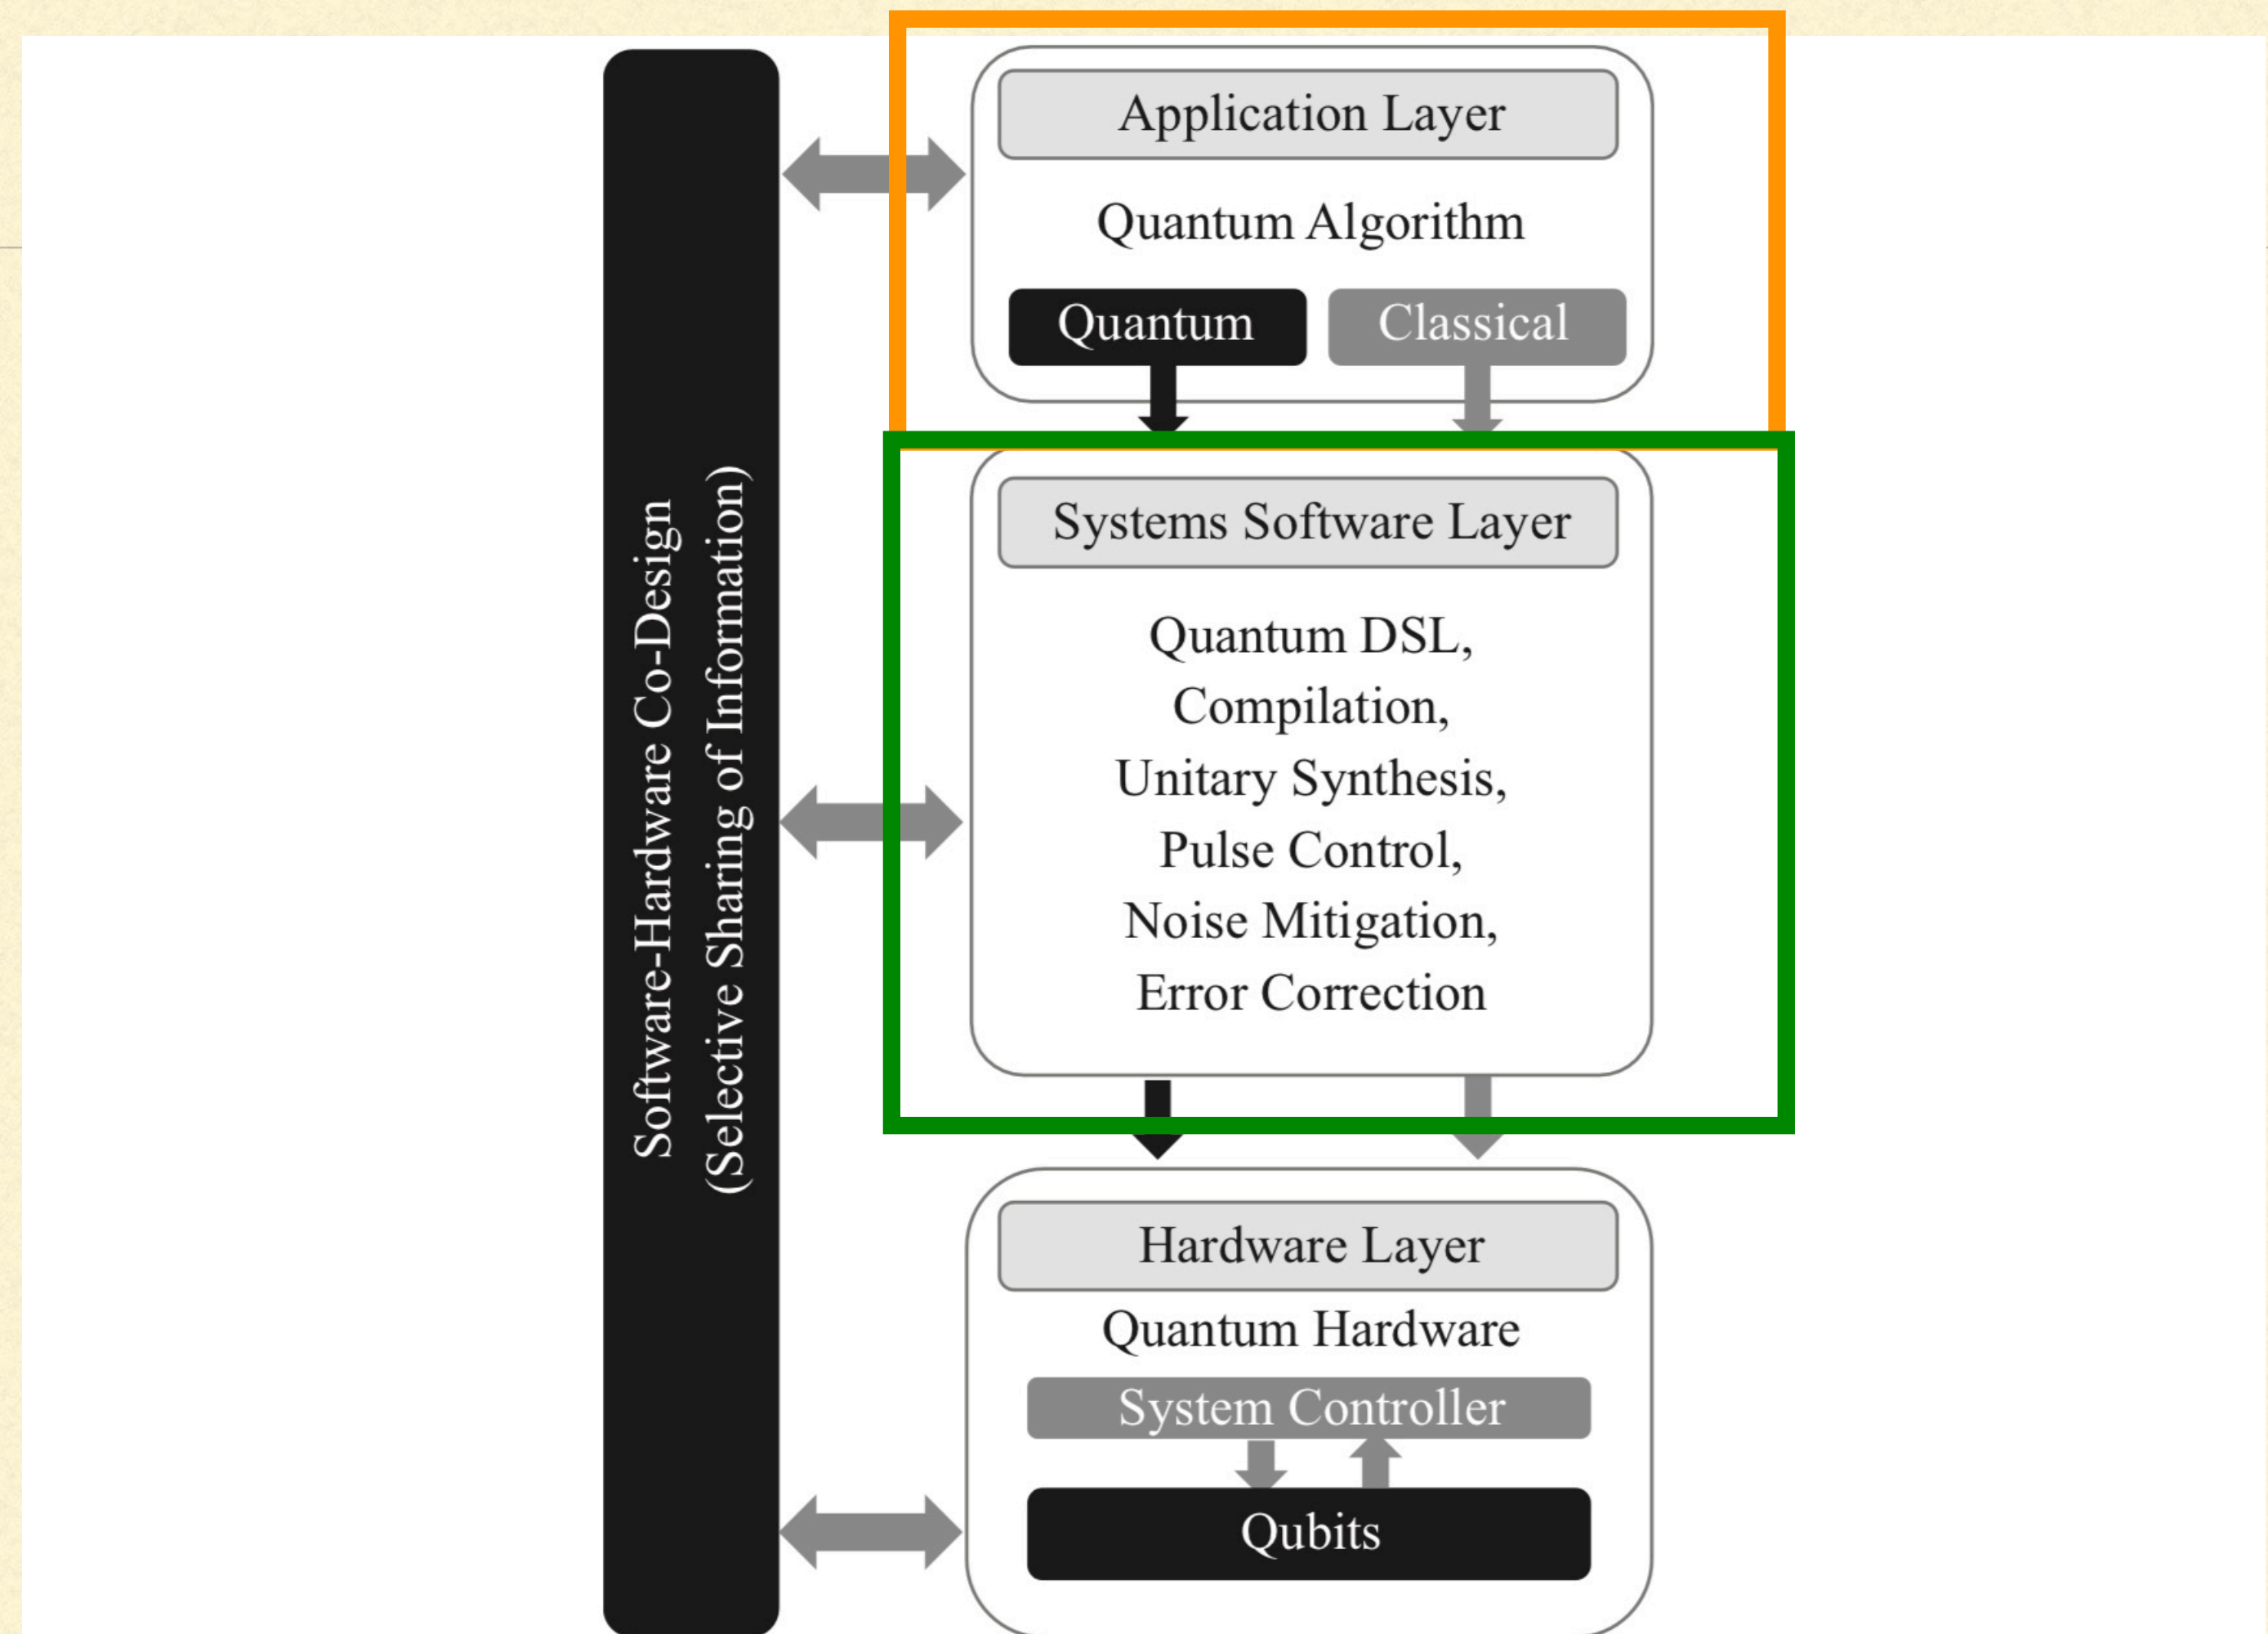 Software-Hardware Co-Design
(Selective Sharing of Information)
Application Layer
Quantum Algorithm
Quantum
Classical
Systems Software Layer
Quantum DSL,
Compilation,
Unitary Synthesis,
Pulse Control,
Noise Mitigation,
Error Correction
Hardware Layer
Quantum Hardware
System Controller
Qubits